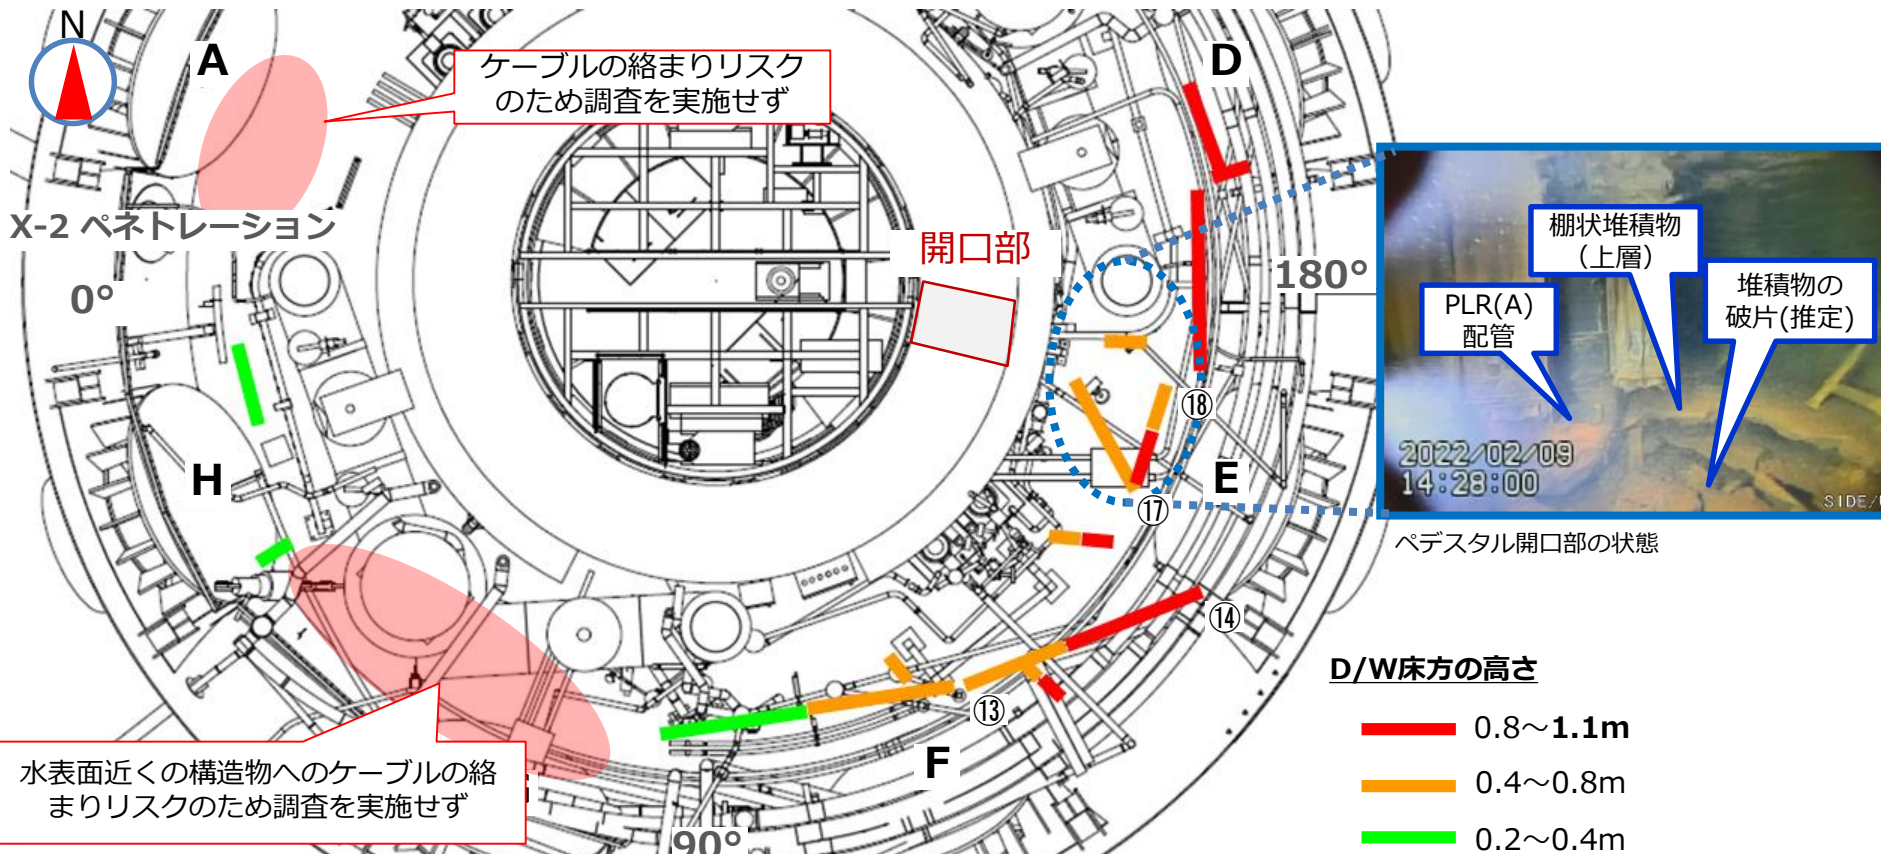 N
A
ケーブルの絡まりリスク
のため調査を実施せず
D
X-2 ペネトレーション
0°
開口部
180°
棚状堆積物
（上層）
堆積物の
破片(推定)
PLR(A)
配管
2022/02/09
14:28:00
SIDE/
ペデスタル開口部の状態
⑱
H
E
⑰
⑭
⑬
F
水表面近くの構造物へのケーブルの絡
まりリスクのため調査を実施せず
90°
D/W床方の高さ
0.8～1.1m
0.4～0.8m
0.2～0.4m